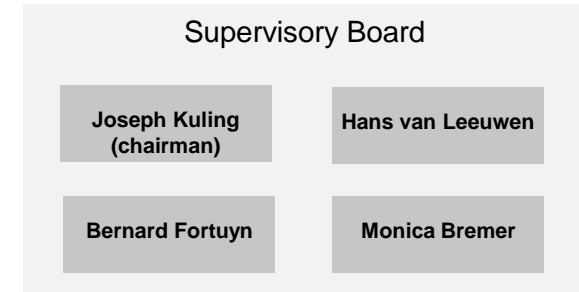 Supervisory Board
Joseph Kuling
(chairman)
Hans van Leeuwen
Bernard Fortuyn
Monica Bremer